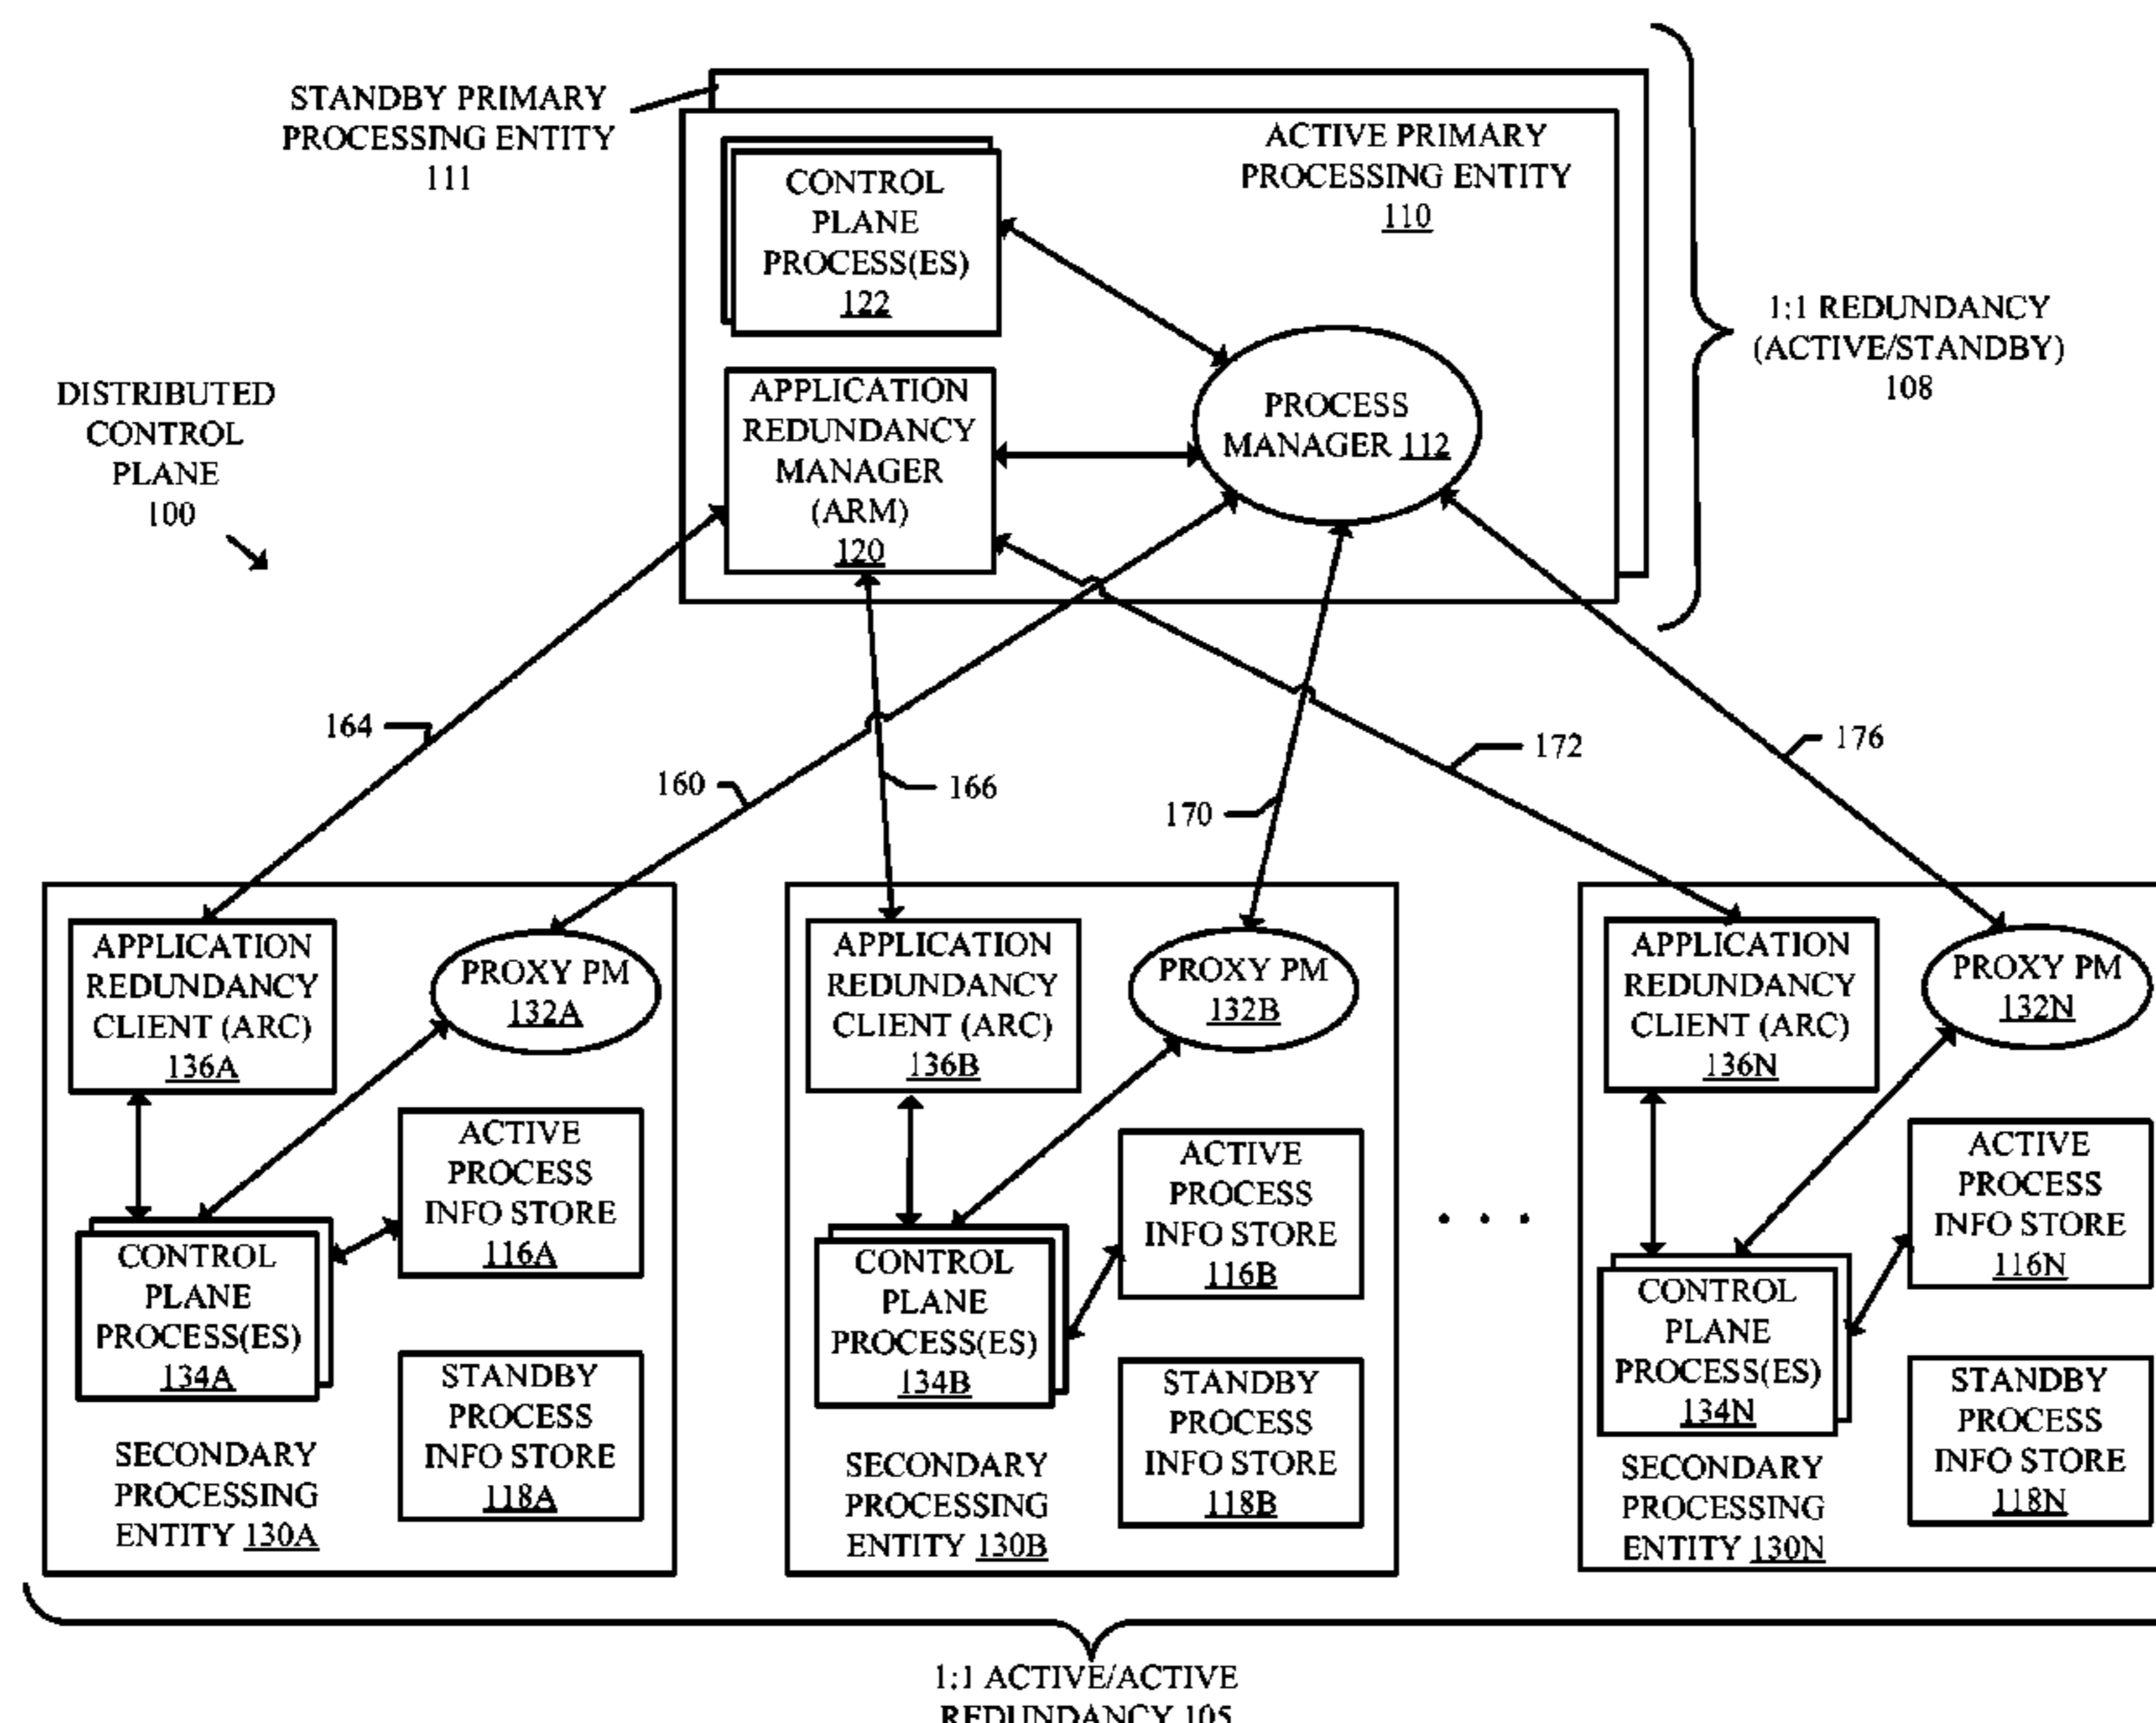 STANDBY PRIMARY
PROCESSING ENTITY
111
ACTIVE PRIMARY
PROCESSING ENTITY
110
CONTROL
PLANE
PROCESS(ES)
122
1:1 REDUNDANCY
(ACTIVE/STANDBY)
108
DISTRIBUTED
CONTROL
PLANE
100
APPLICATION
REDUNDANCY
MANAGER
(ARM)
120
PROCESS
MANAGER 112
164
160
166
170
172
176
APPLICATION
REDUNDANCY
CLIENT (ARC)
136A
PROXY PM
132A
ACTIVE
PROCESS
INFO STORE
116A
CONTROL
PLANE
PROCESS(ES)
134A
STANDBY
PROCESS
INFO STORE
118A
SECONDARY
PROCESSING
ENTITY 130A
APPLICATION
REDUNDANCY
CLIENT (ARC)
136B
PROXY PM
132B
ACTIVE
PROCESS
INFO STORE
116B
CONTROL
PLANE
PROCESS(ES)
134B
STANDBY
PROCESS
INFO STORE
118B
SECONDARY
PROCESSING
ENTITY 130B
. . .
APPLICATION
REDUNDANCY
CLIENT (ARC)
136N
PROXY PM
132N
ACTIVE
PROCESS
INFO STORE
116N
CONTROL
PLANE
PROCESS(ES)
134N
STANDBY
PROCESS
INFO STORE
118N
SECONDARY
PROCESSING
ENTITY 130N
1:1 ACTIVE/ACTIVE
REDUNDANCY 105